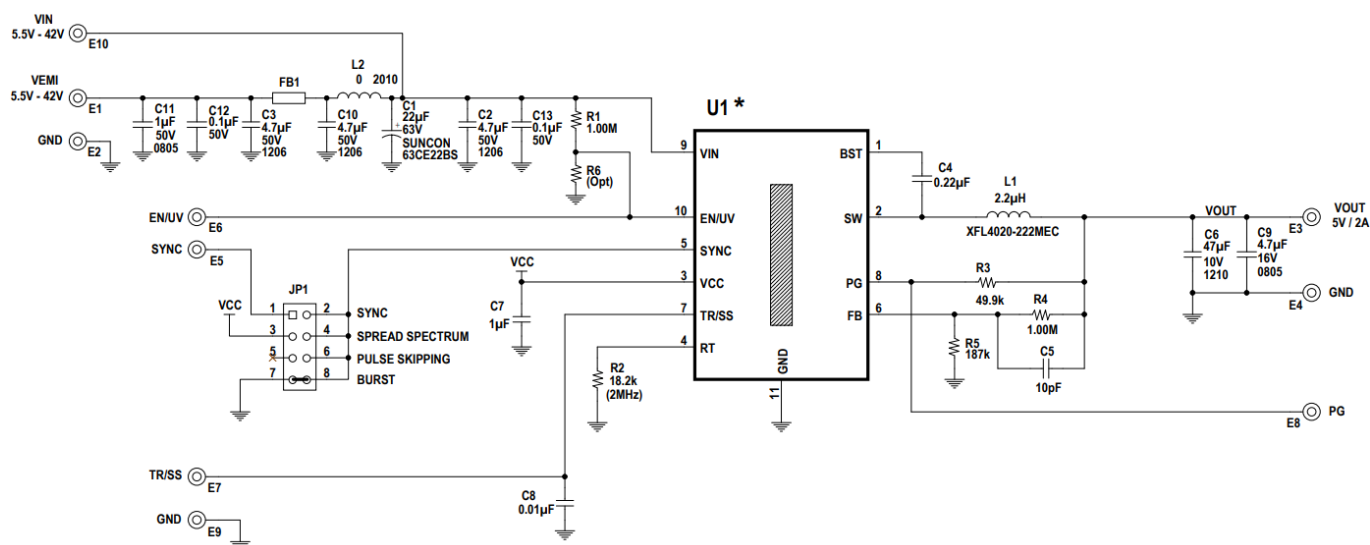 VIN
5.5V - 42V
E10
VEMI
5.5V - 42V
E1
GND
E2
C11
1µF
50V
0805
C12
0.1µF
50V
C3
4.7µF
50V
1206
FB1
C10
4.7µF
50V
1206
L2
0 2010
C1
+
22µF
63V
SUNCON
63CE22BS
C2
4.7µF
50V
1206
C13
0.1µF
50V
R1
1.00M
R6
(Opt)
EN/UV
E6
SYNC
E5
JP1
VCC
1
2
SYNC
3
4
SPREAD SPECTRUM
5
6
PULSE SKIPPING
7
8
BURST
VCC
C7
1µF
R2
18.2k
(2MHz)
TR/SS
E7
GND
E9
C8
0.01µF
U1 *
9
VIN
10
EN/UV
5
SYNC
3
VCC
7
TR/SS
4
RT
GND
11
BST
1
SW
2
PG
8
FB
6
C4
0.22µF
L1
2.2µH
XFL4020-222MEC
R3
49.9k
R4
1.00M
R5
187k
C5
10pF
VOUT
C6
47µF
10V
1210
C9
4.7µF
16V
0805
VOUT
5V / 2A
E3
GND
E4
PG
E8